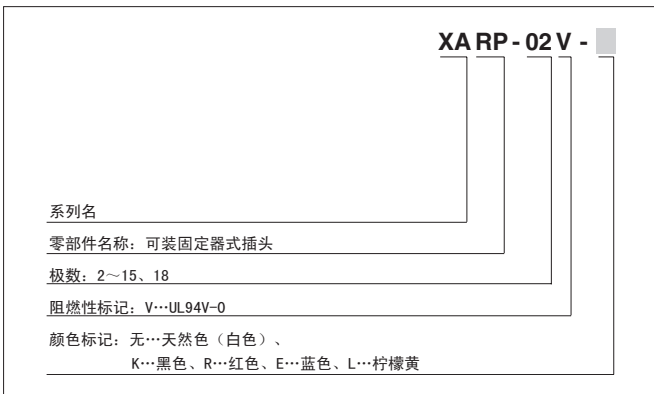 XA RP - 02 V -
系列名
零部件名称：可装固定器式插头
极数：2～15、18
阻燃性标记：V…UL94V-0
颜色标记：无…天然色（白色）、
K…黑色、R…红色、E…蓝色、L…柠檬黄